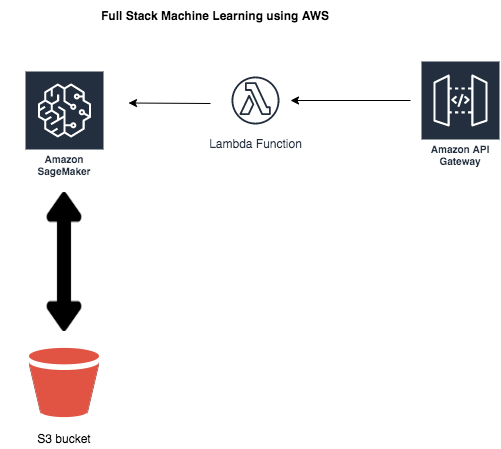 Full Stack Machine Learning using AWS
Amazon
SageMaker
Lambda Function
</>
Amazon API
Gateway
S3 bucket